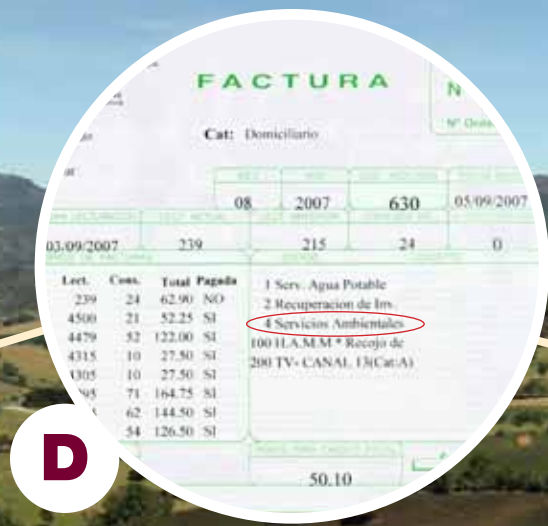 FACTURA
N
Nº Orden
Cat: Domiciliario
08 2007 630 05/09/2007
03/09/2007 239 215 24 0
Lect. Cons. Total Pagada
239 24 62.90 NO
4500 21 52.25 SI
4479 52 122.00 SI
4315 10 27.50 SI
4305 10 27.50 SI
71 164.75 SI
62 144.50 SI
54 126.50 SI
1 Serv. Agua Potable
2 Recuperacion de Inv.
4 Servicios Ambientales
100 H.A.M.M * Recojo de
200 TV- CANAL 13(Cat:A)
50.10
D